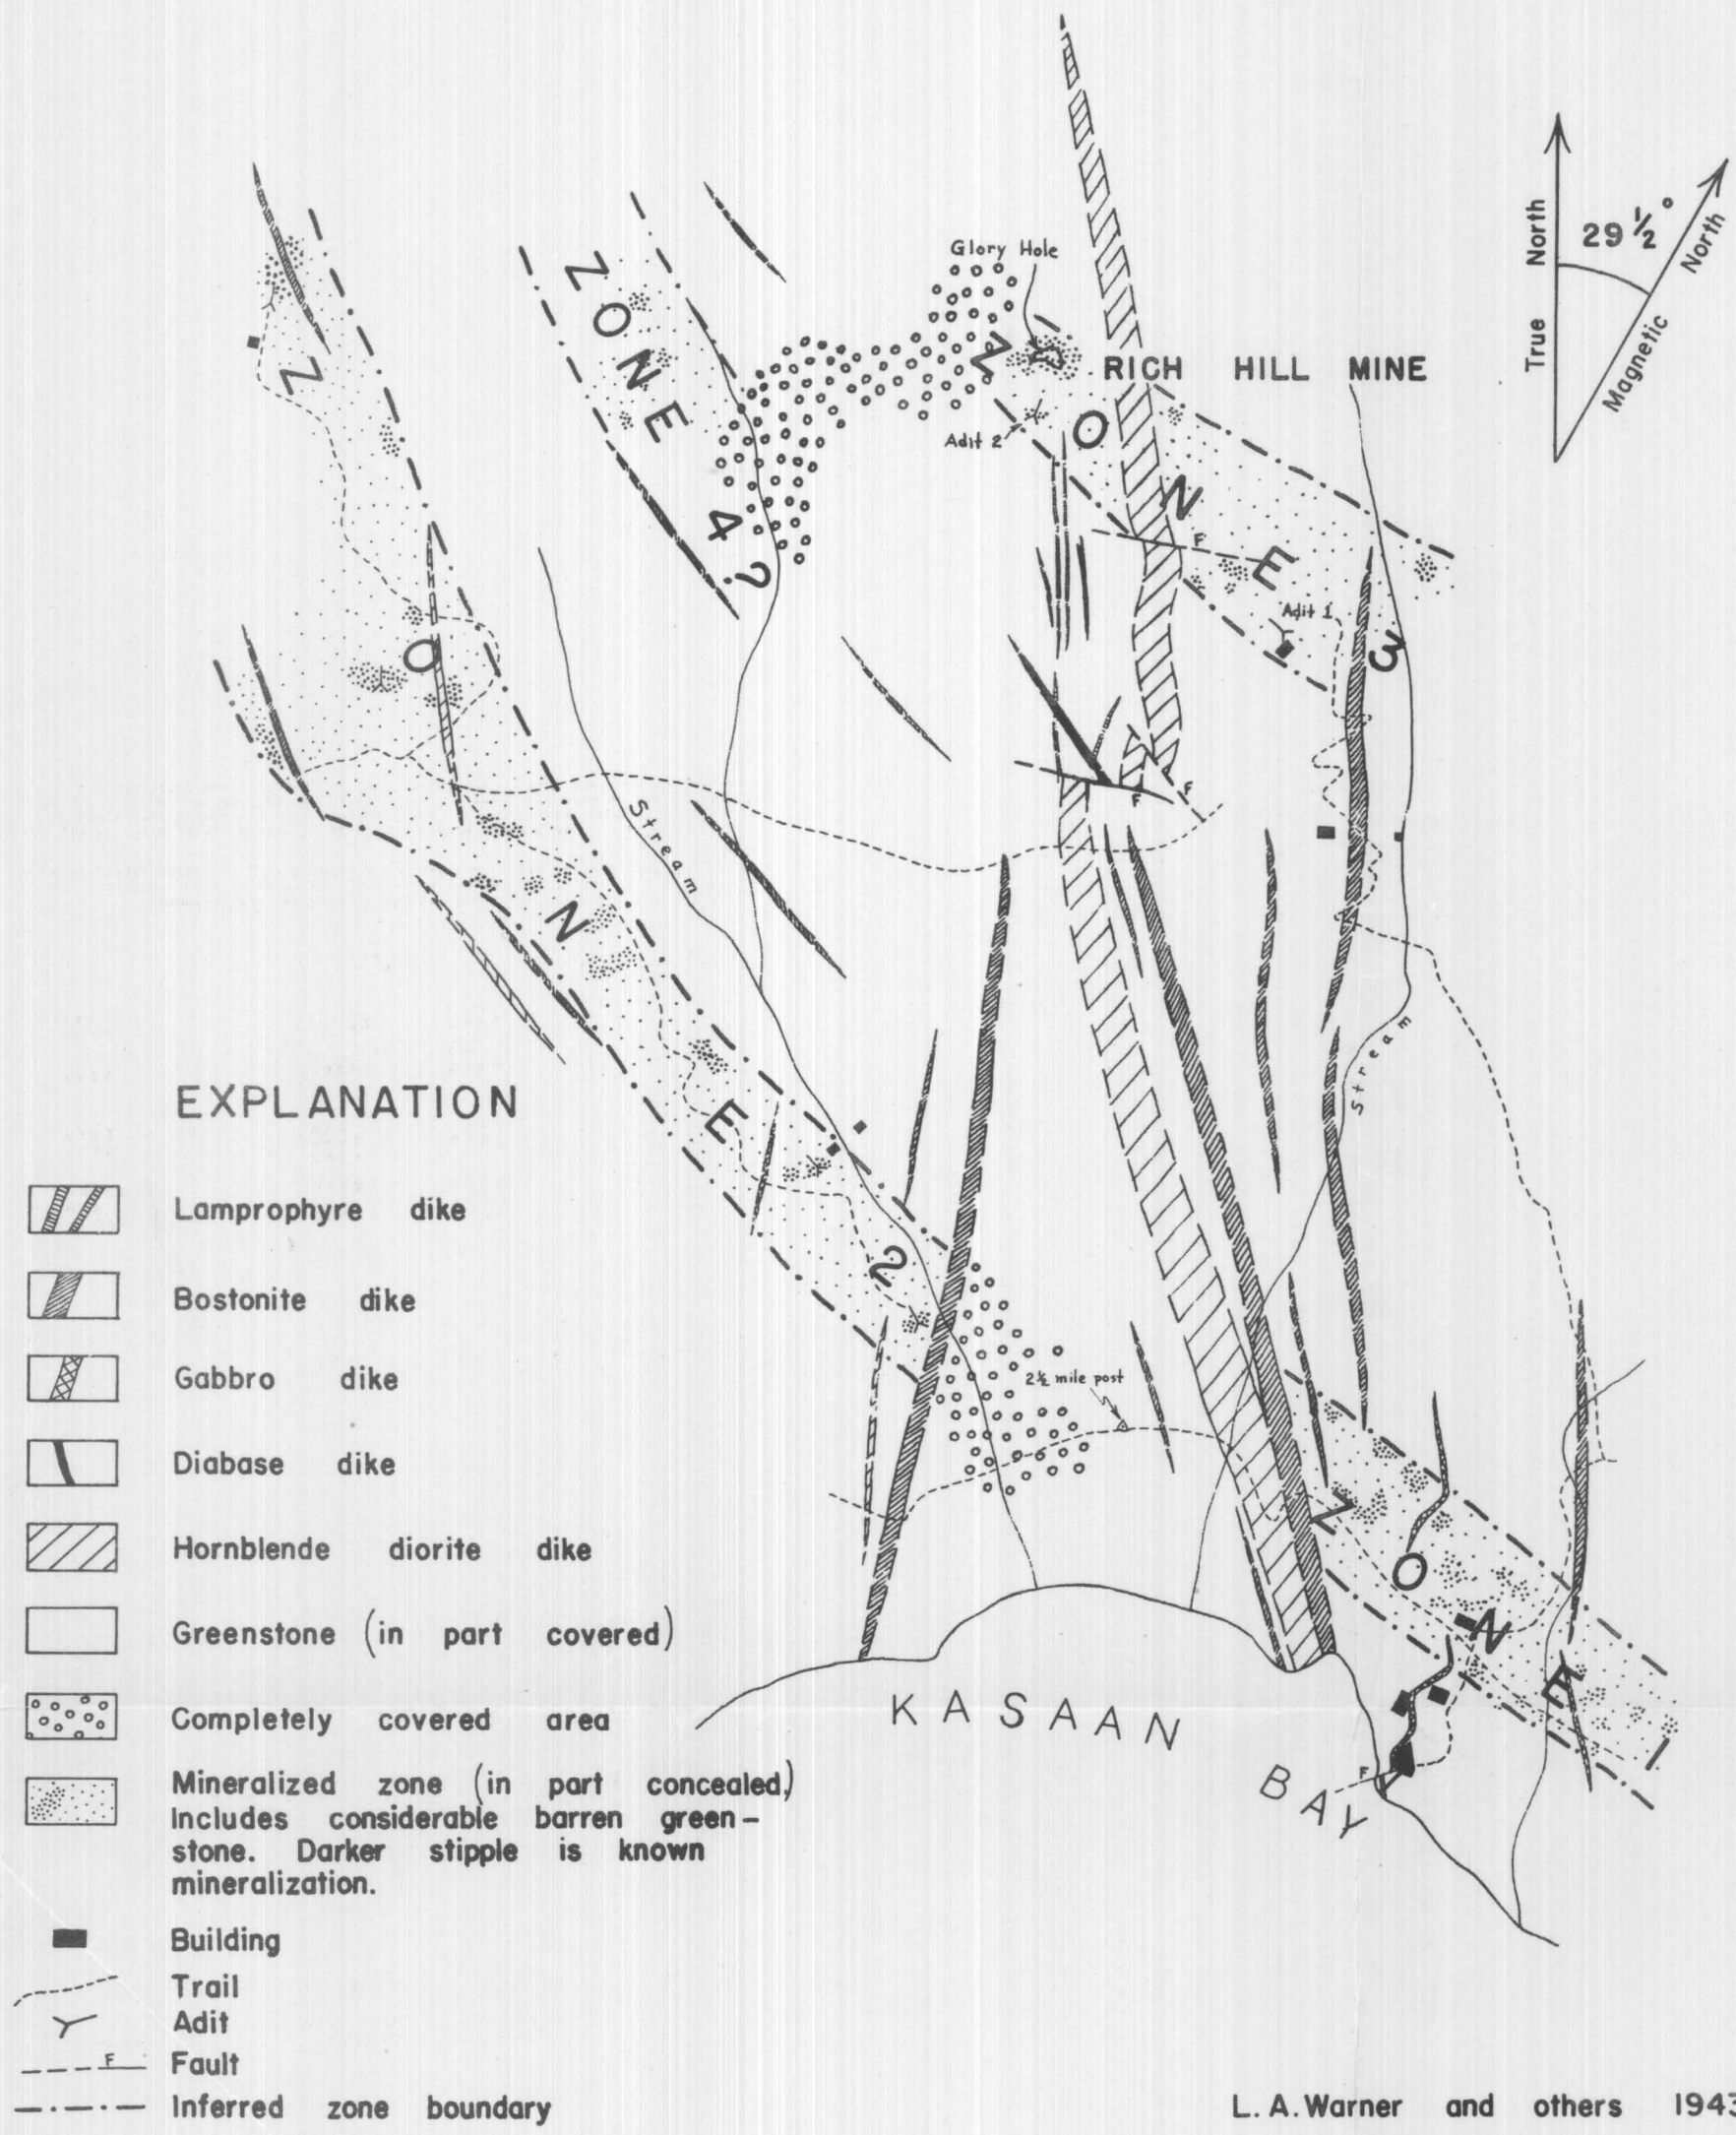 Glory Hole
True North
29 ½°
Magnetic North
RICH HILL MINE
Adit 2
ZONE 4?
ZONE 3
F
Adit 1
F
F
Stream
ZONE 2
Stream
2½ mile post
ZONE 1
KASAAN
BAY
F
EXPLANATION
Lamprophyre dike
Bostonite dike
Gabbro dike
Diabase dike
Hornblende diorite dike
Greenstone (in part covered)
Completely covered area
Mineralized zone (in part concealed.)
Includes considerable barren green-
stone. Darker stipple is known
mineralization.
Building
Trail
Adit
F
Fault
Inferred zone boundary
L. A. Warner and others 1943